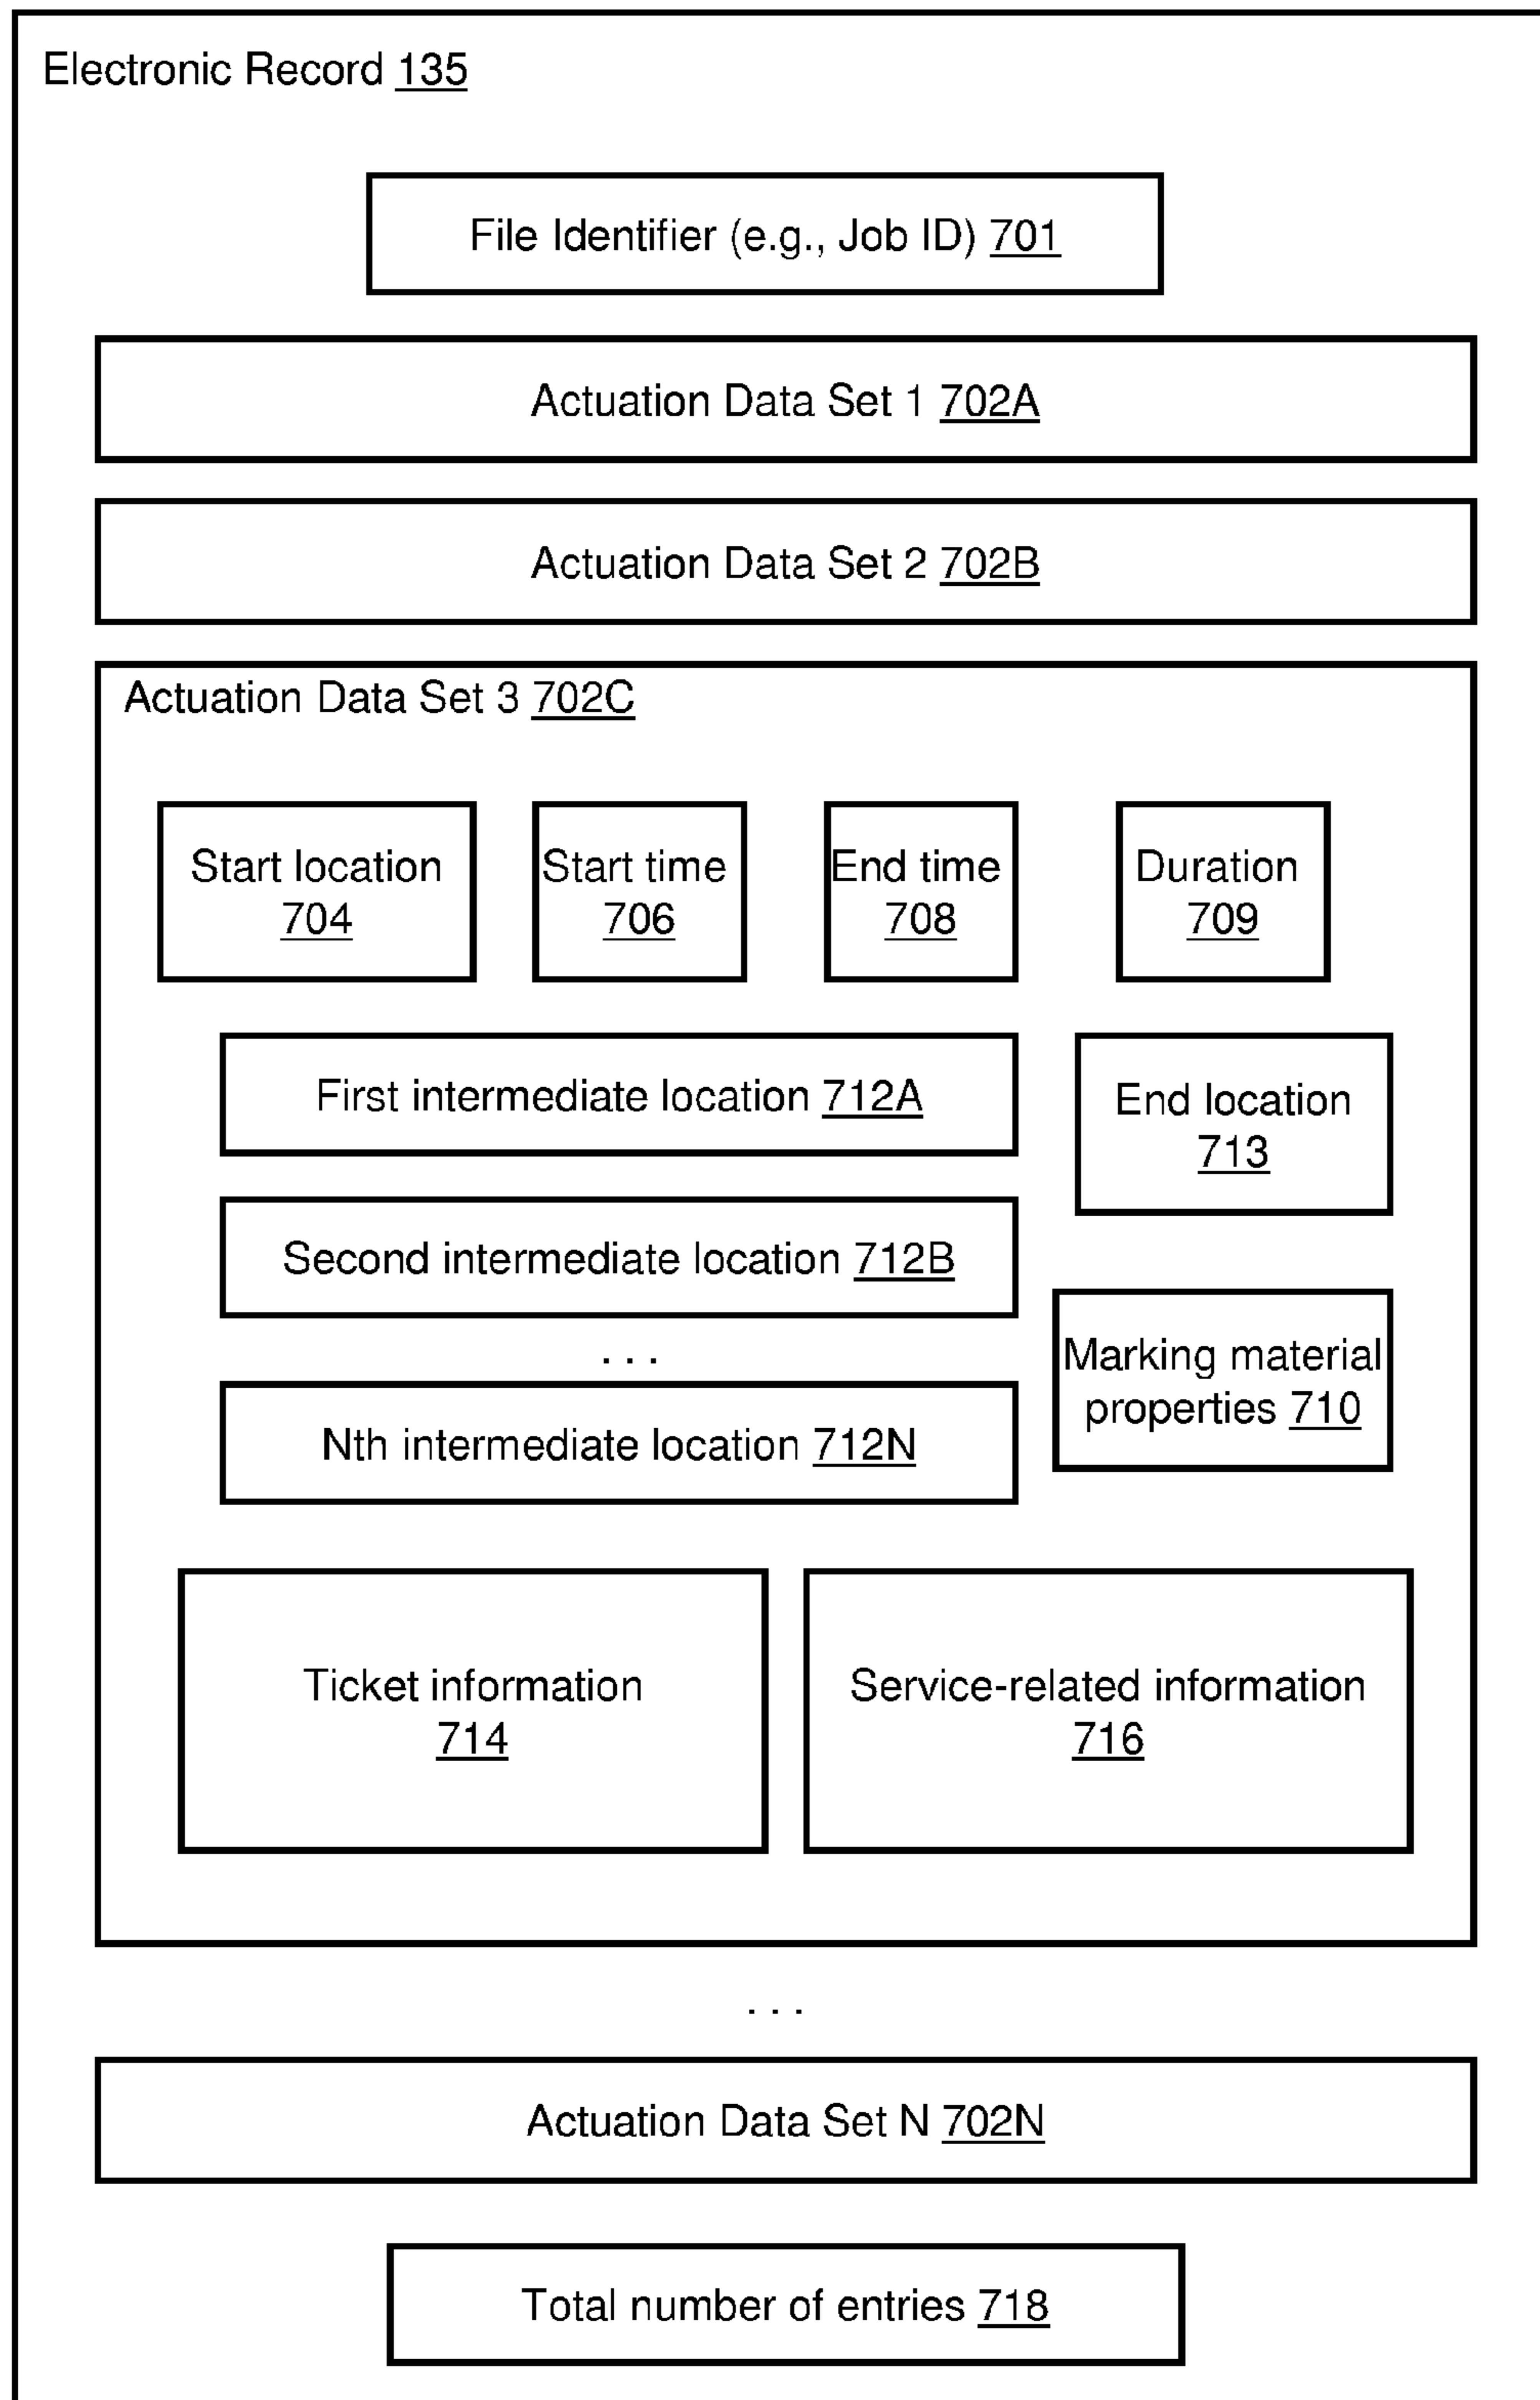 Electronic Record 135
File Identifier (e.g., Job ID) 701
Actuation Data Set 1 702A
Actuation Data Set 2 702B
Actuation Data Set 3 702C
Start location
704
Start time
706
End time
708
Duration
709
First intermediate location 712A
End location
713
Second intermediate location 712B
. . .
Marking material
properties 710
Nth intermediate location 712N
Ticket information
714
Service-related information
716
. . .
Actuation Data Set N 702N
Total number of entries 718